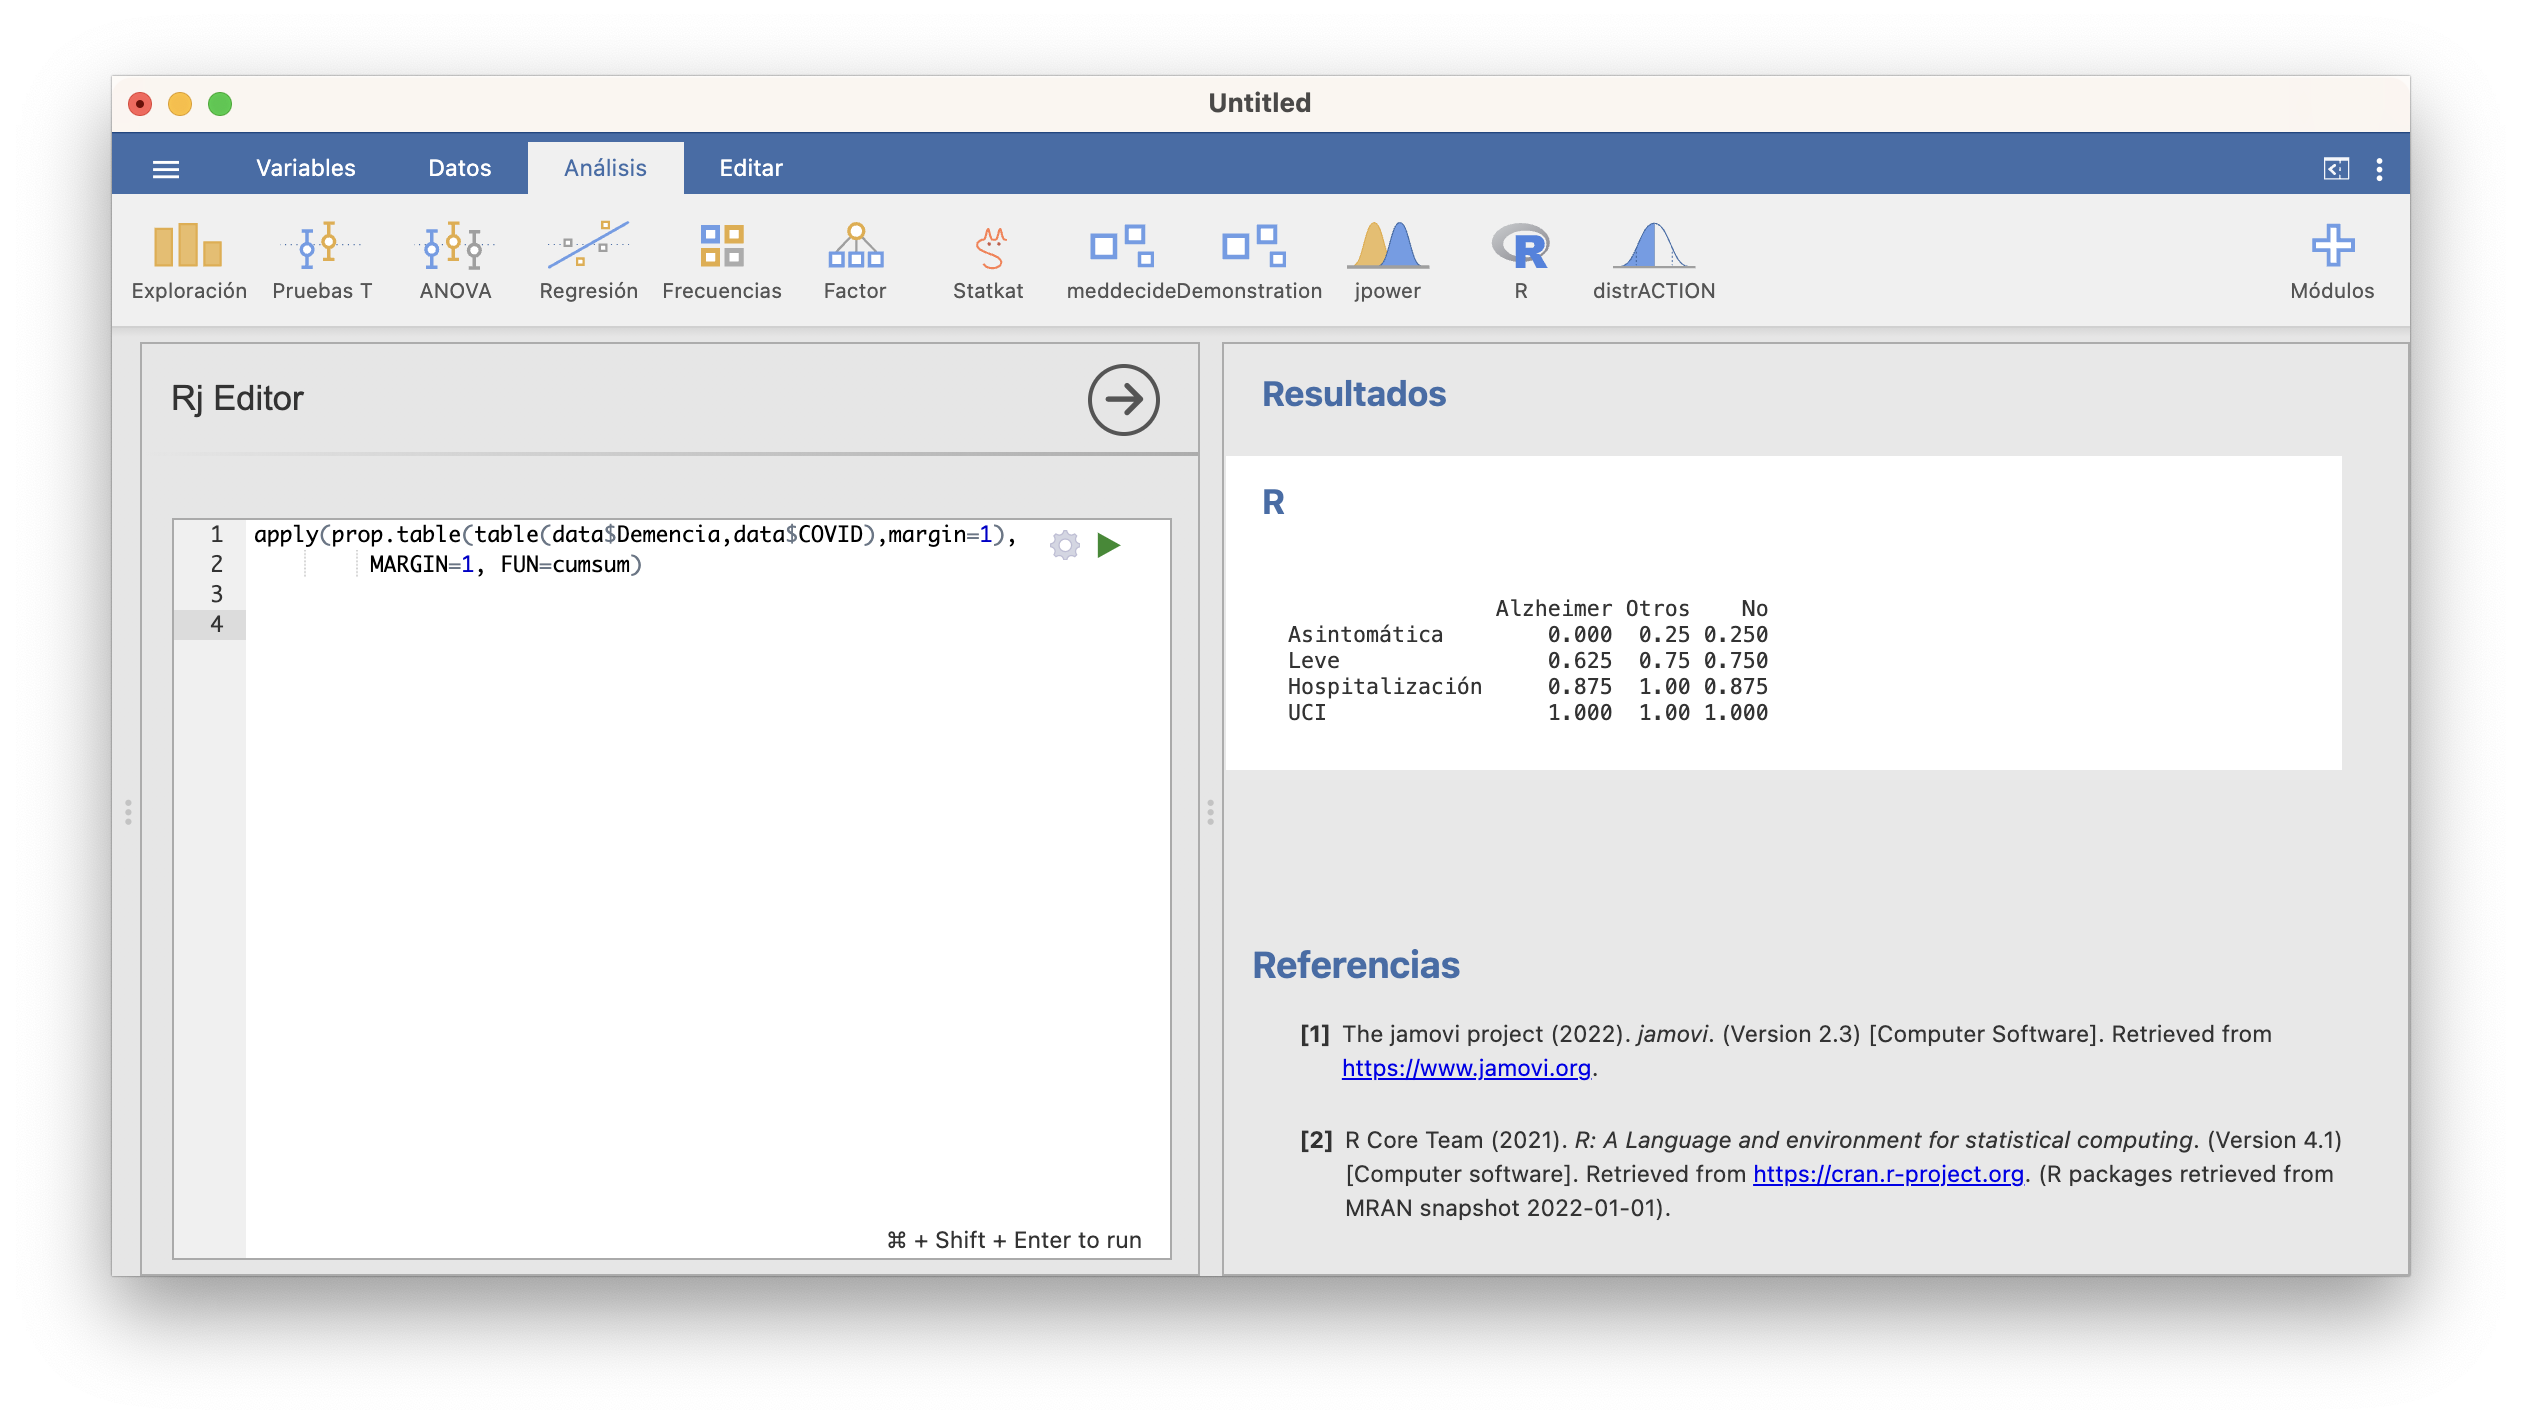 Untitled
Variables Datos Análisis Editar
Exploración Pruebas T ANOVA Regresión Frecuencias Factor Statkat meddecide Demonstration jpower R distrACTION Módulos
Rj Editor
1 apply(prop.table(table(data$Demencia,data$COVID),margin=1),
2 MARGIN=1, FUN=cumsum)
3
4
⌘ + Shift + Enter to run
Resultados
R
Alzheimer Otros No
Asintomática 0.000 0.25 0.250
Leve 0.625 0.75 0.750
Hospitalización 0.875 1.00 0.875
UCI 1.000 1.00 1.000
Referencias
[1] The jamovi project (2022). jamovi. (Version 2.3) [Computer Software]. Retrieved from
https://www.jamovi.org.
[2] R Core Team (2021). R: A Language and environment for statistical computing. (Version 4.1)
[Computer software]. Retrieved from https://cran.r-project.org. (R packages retrieved from
MRAN snapshot 2022-01-01).